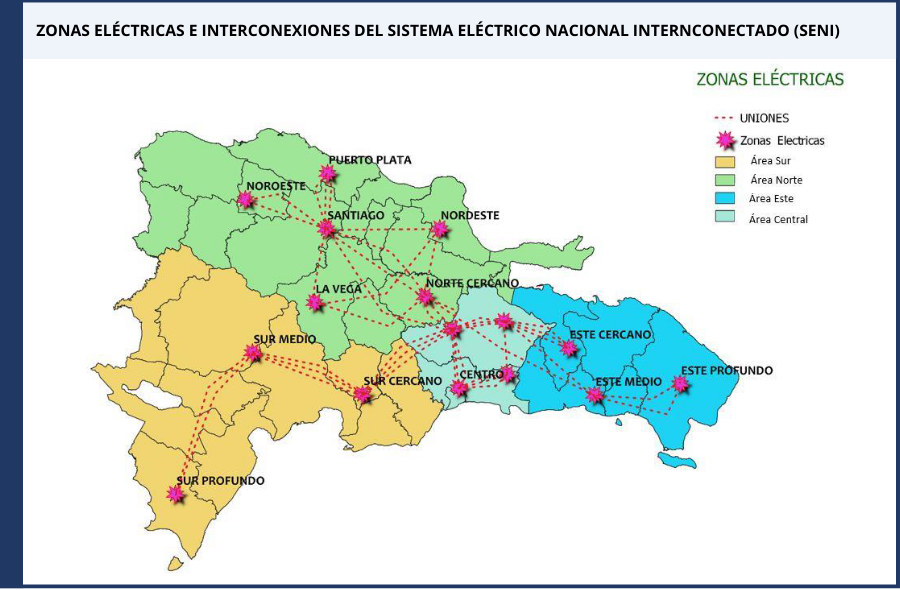 ZONAS ELÉCTRICAS E INTERCONEXIONES DEL SISTEMA ELÉCTRICO NACIONAL INTERNCONECTADO (SENI)
ZONAS ELÉCTRICAS
UNIONES
Zonas Electricas
Área Sur
Área Norte
Área Este
Área Central
PUERTO PLATA
NOROESTE
SANTIAGO
NORDESTE
LA VEGA
NORTE CERCANO
SUR MEDIO
ESTE CERCANO
SUR CERCANO
CENTRO
ESTE MEDIO
ESTE PROFUNDO
SUR PROFUNDO